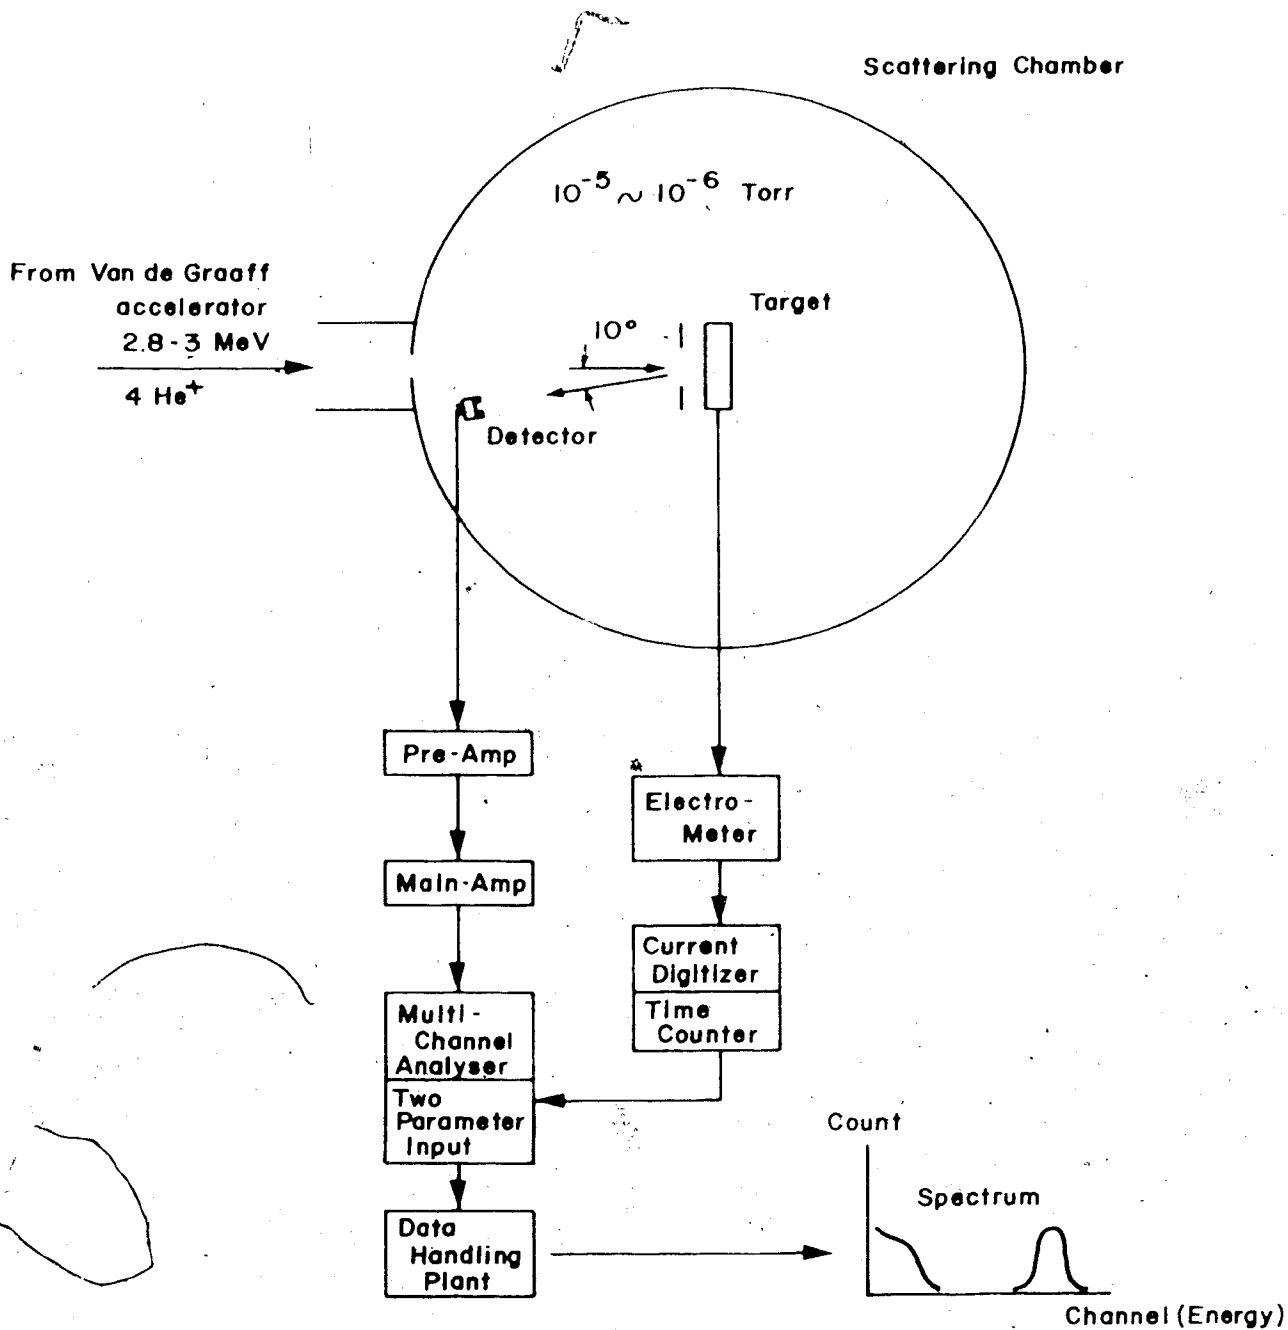 Scattering Chamber
10⁻⁵ ~ 10⁻⁶ Torr
From Van de Graaff
accelerator
2.8-3 MeV
4 He⁺
Target
10°
Detector
Pre-Amp
Main-Amp
Multi-
Channel
Analyser
Two
Parameter
Input
Data
Handling
Plant
Electro-
Meter
Current
Digitizer
Time
Counter
Count
Spectrum
Channel (Energy)